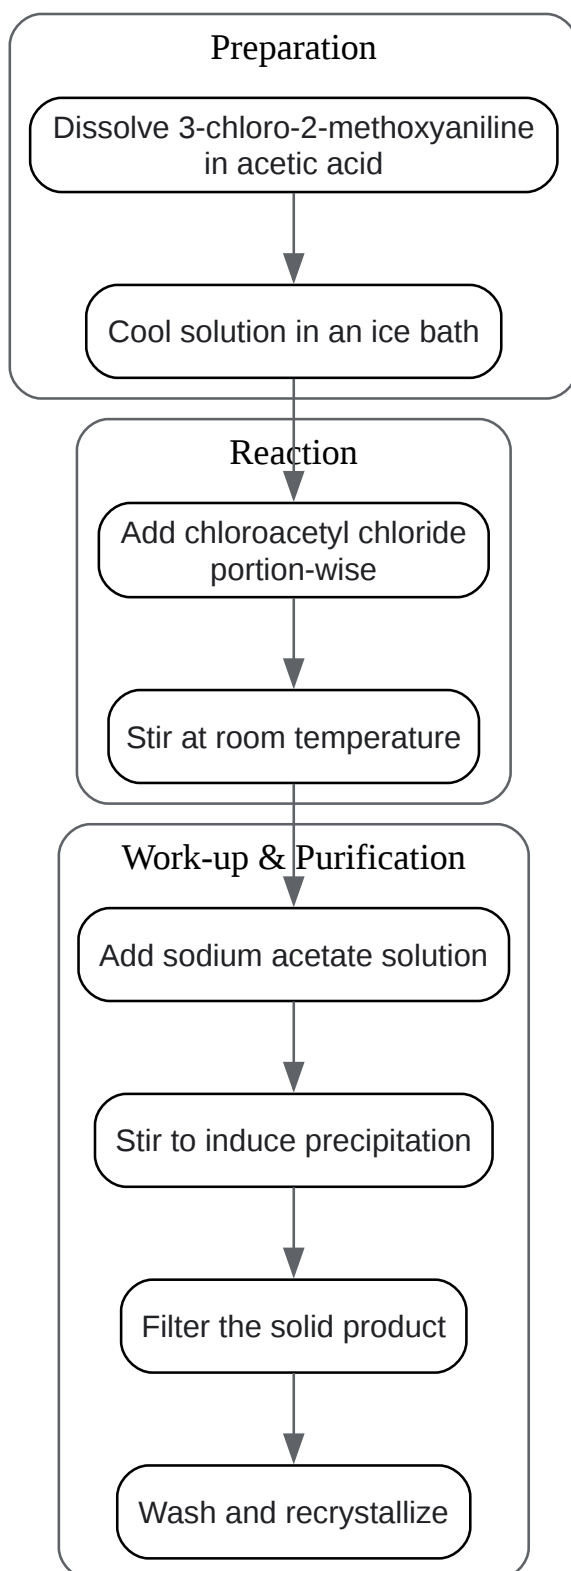 Preparation
Dissolve 3-chloro-2-methoxyaniline
in acetic acid
Cool solution in an ice bath
Reaction
Add chloroacetyl chloride
portion-wise
Stir at room temperature
Work-up & Purification
Add sodium acetate solution
Stir to induce precipitation
Filter the solid product
Wash and recrystallize